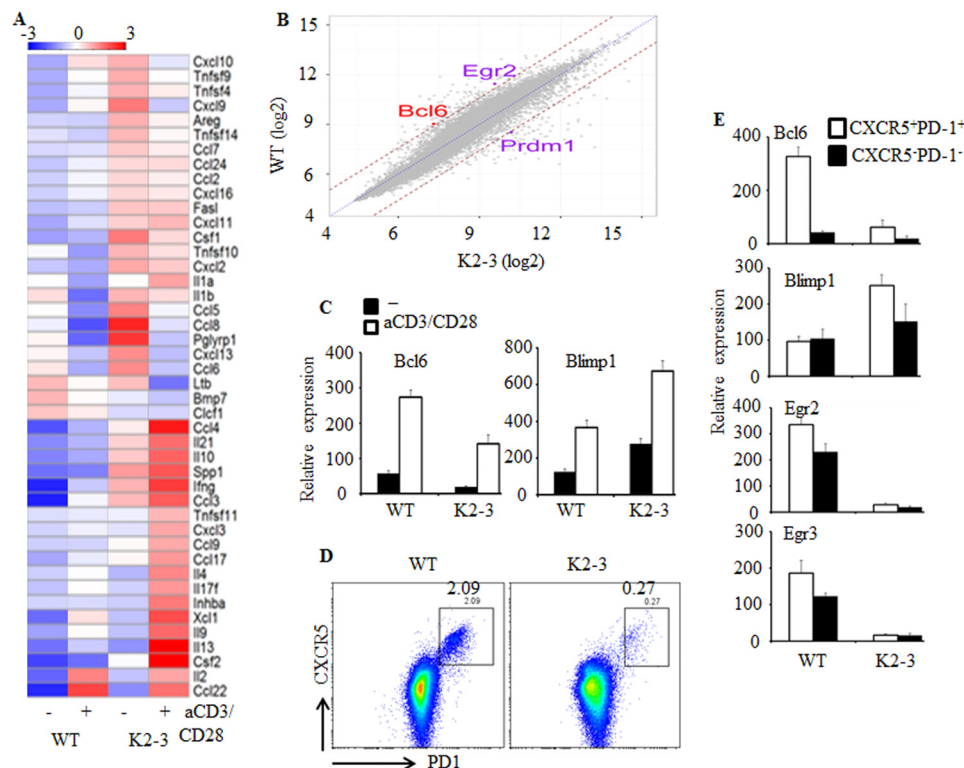 A
-3 0 3
Cxcl10
Tnfsf9
Tnfsf4
Cxcl9
Areg
Tnfsf14
Ccl7
Ccl24
Ccl2
Cxcl16
Fasl
Cxcl11
Csf1
Tnfsf10
Cxcl2
Il1a
Il1b
Ccl5
Ccl8
Pglyrp1
Cxcl13
Ccl6
Ltb
Bmp7
Clcf1
Ccl4
Il21
Il10
Spp1
Ifng
Ccl3
Tnfsf11
Cxcl3
Ccl9
Ccl17
Il4
Il17f
Inhba
Xcl1
Il9
Il13
Csf2
Il2
Ccl22
- + - + aCD3/
CD28
WT K2-3
B
WT (log2)
15
12
9
6
4
Egr2
Bcl6
Prdm1
4 6 9 12 15
K2-3 (log2)
C
–
aCD3/CD28
Relative expression
Bcl6
400
300
200
100
0
WT K2-3
Blimp1
800
600
400
200
0
WT K2-3
D
WT K2-3
2.09
2.09
0.27
0.27
CXCR5
PD1
E
CXCR5+PD-1+
CXCR5-PD-1-
Relative expression
Bcl6
400
200
0
Blimp1
300
200
100
0
Egr2
400
300
200
100
0
Egr3
300
200
100
0
WT K2-3